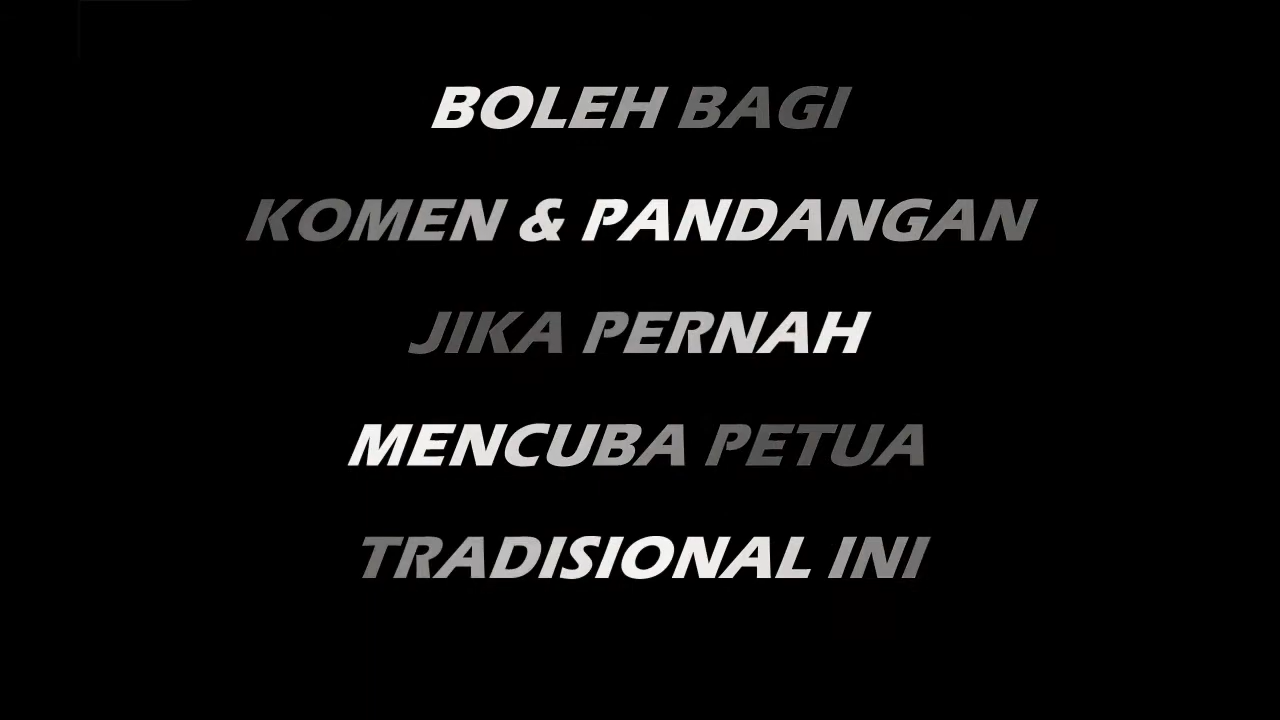 BOLEH BAGI
KOMEN & PANDANGAN
JIKA PERNAH
MENCUBA PETUA
TRADISIONAL INI